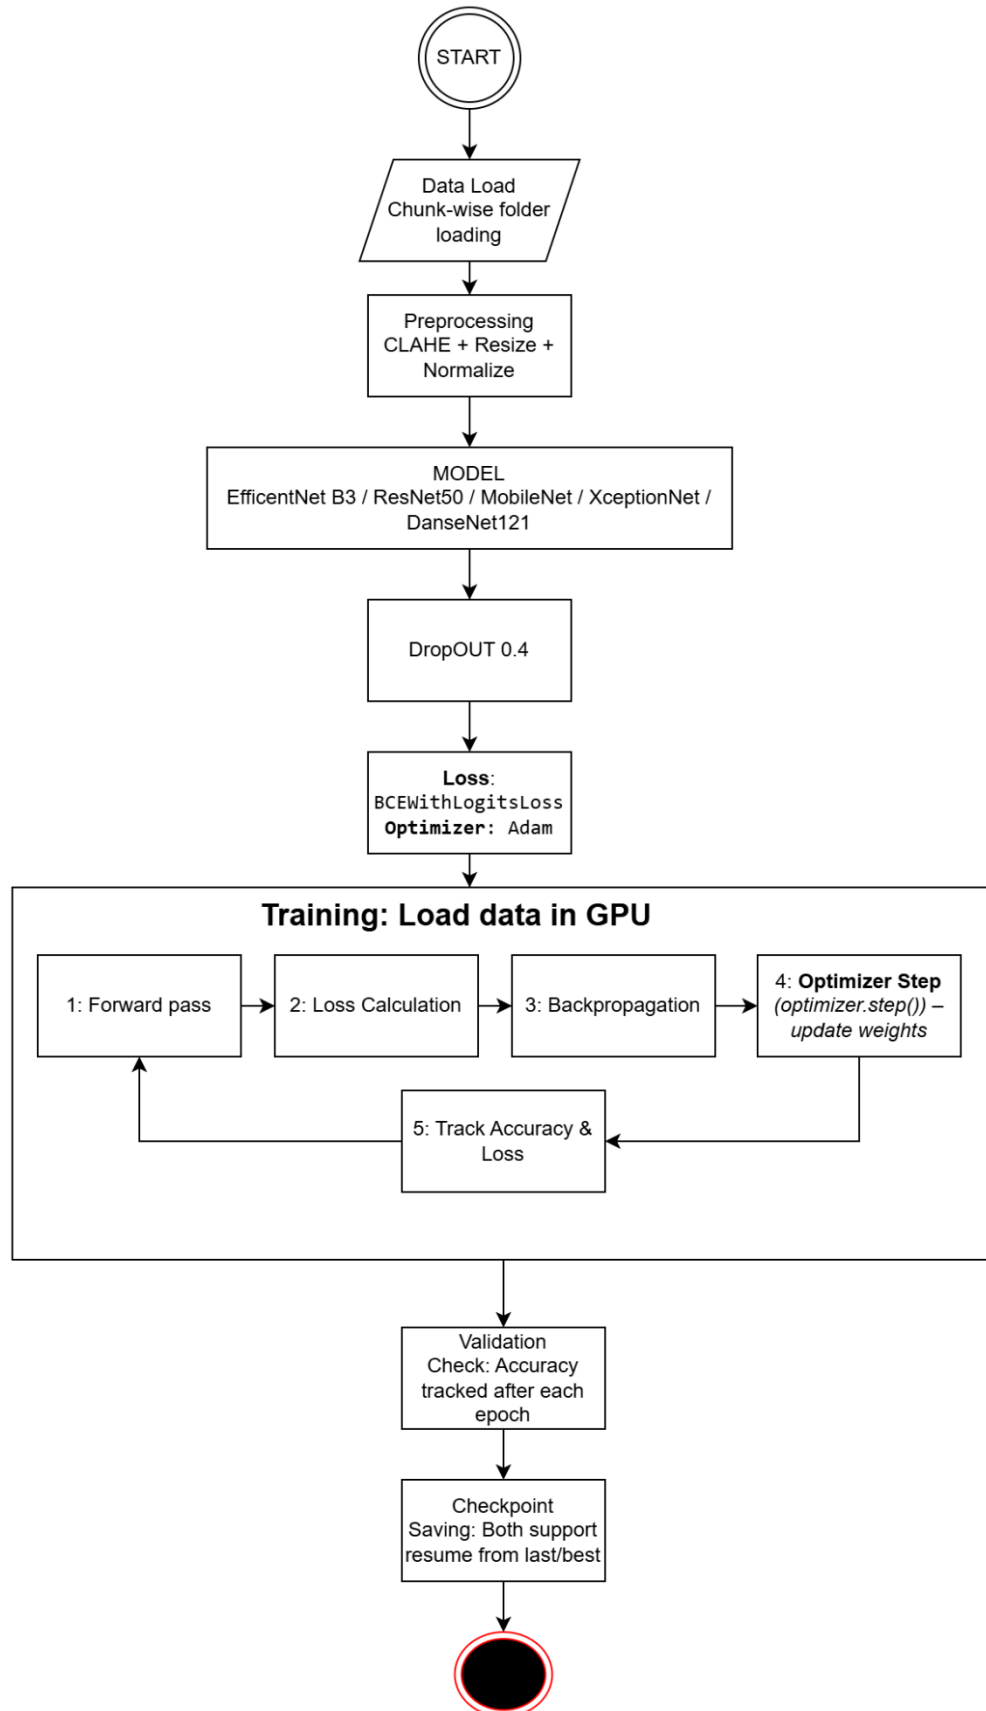 START
Data Load
Chunk-wise folder
loading
Preprocessing
CLAHE + Resize +
Normalize
MODEL
EfficentNet B3 / ResNet50 / MobileNet / XceptionNet /
DanseNet121
DropOUT 0.4
Loss:
BCEWithLogitsLoss
Optimizer: Adam
Training: Load data in GPU
1: Forward pass
2: Loss Calculation
3: Backpropagation
4: Optimizer Step
(optimizer.step()) –
update weights
5: Track Accuracy &
Loss
Validation
Check: Accuracy
tracked after each
epoch
Checkpoint
Saving: Both support
resume from last/best